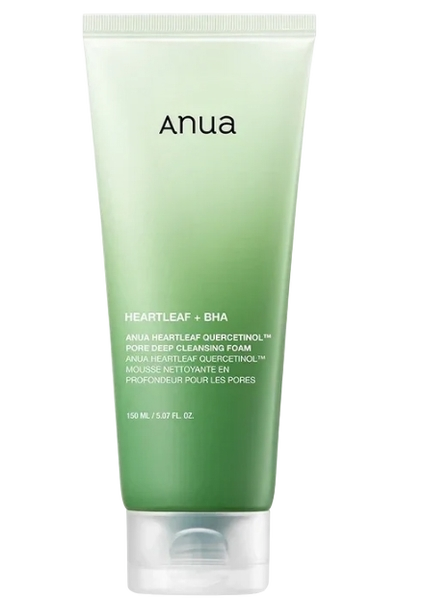 Anua
HEARTLEAF + BHA
ANUA HEARTLEAF QUERCETINOL™
PORE DEEP CLEANSING FOAM
ANUA HEARTLEAF QUERCETINOL™
MOUSSE NETTOYANTE EN
PROFONDEUR POUR LES PORES
150 ML / 5.07 FL. OZ.